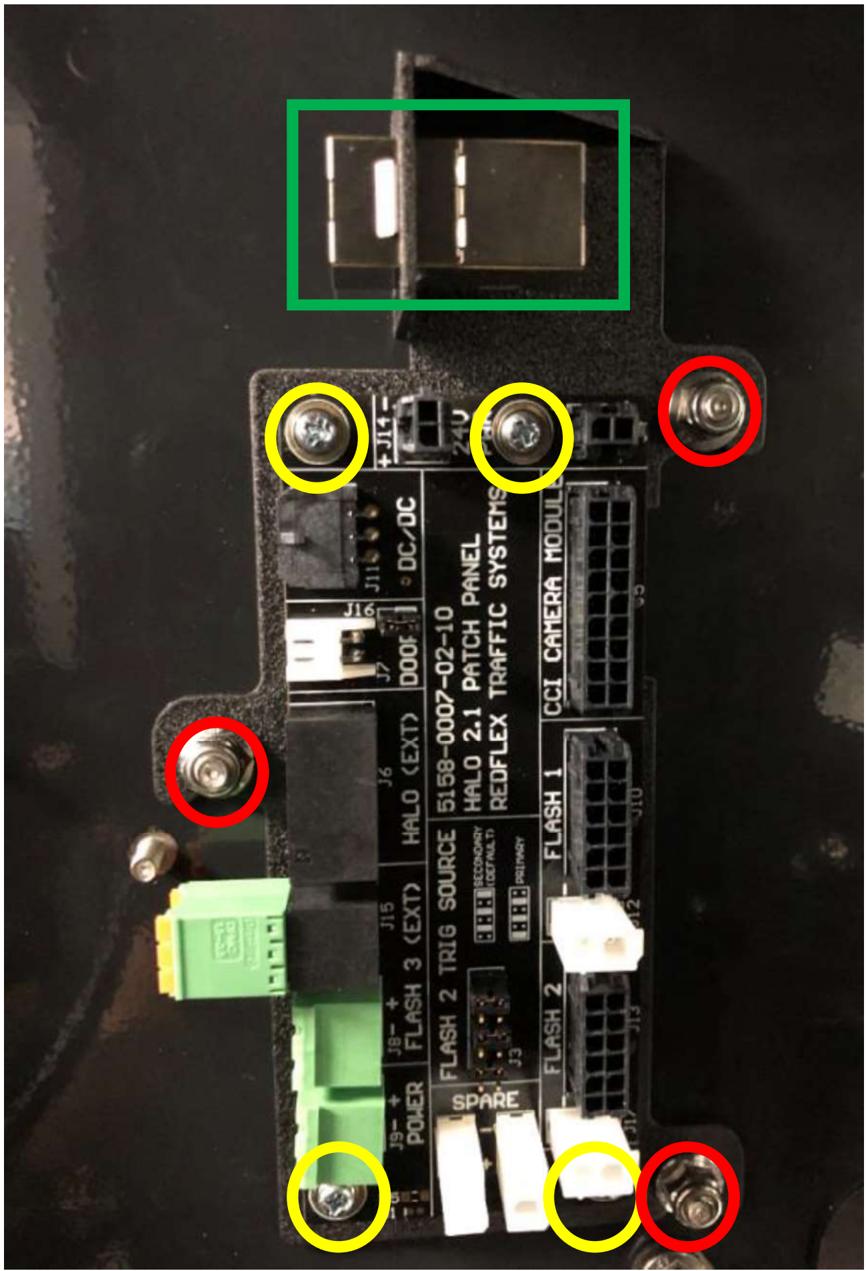 + J14 -
24V
J11
DC/DC
J16
J7
5158-0007-02-10
HALO 2.1 PATCH PANEL
REDFLEX TRAFFIC SYSTEMS
CCI CAMERA MODULE
J6
HALO (EXT)
J15
FLASH 3 (EXT)
J8- +
J9- +
POWER
FLASH 2 TRIG SOURCE
SECONDARY
(DEFAULT)
PRIMARY
J3
SPARE
FLASH 1
J10
FLASH 2
J13